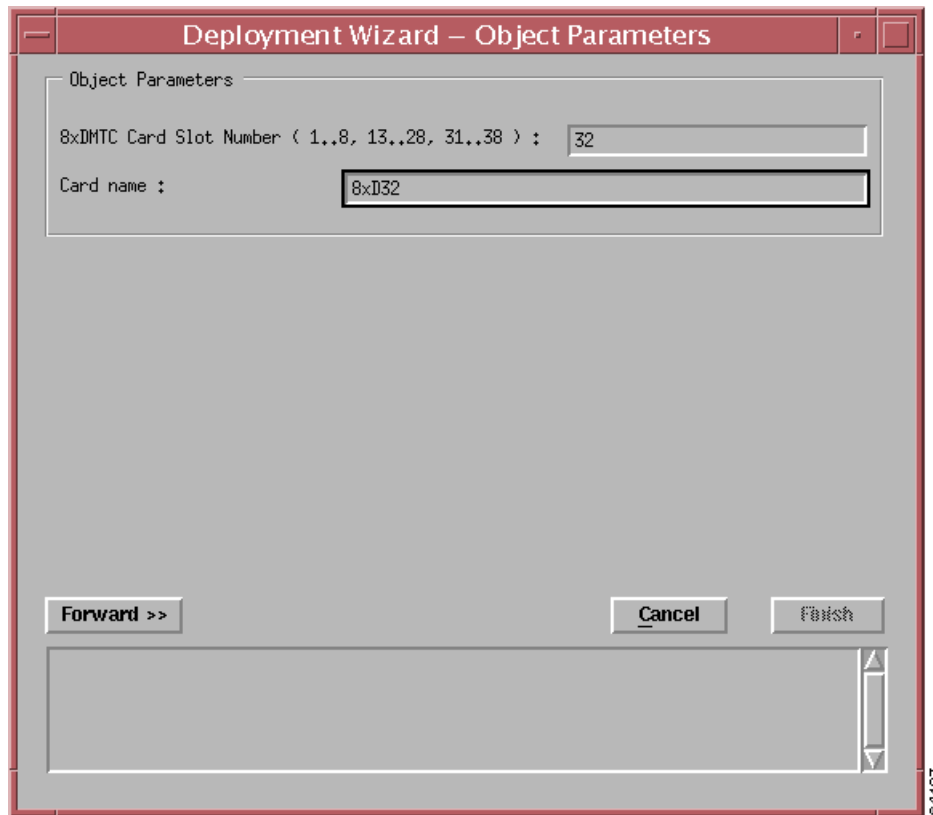 Deployment Wizard – Object Parameters
Object Parameters
8xDMTC Card Slot Number ( 1..8, 13..28, 31..38 ) : 32
Card name : 8xD32
Forward >>
Cancel
Finish